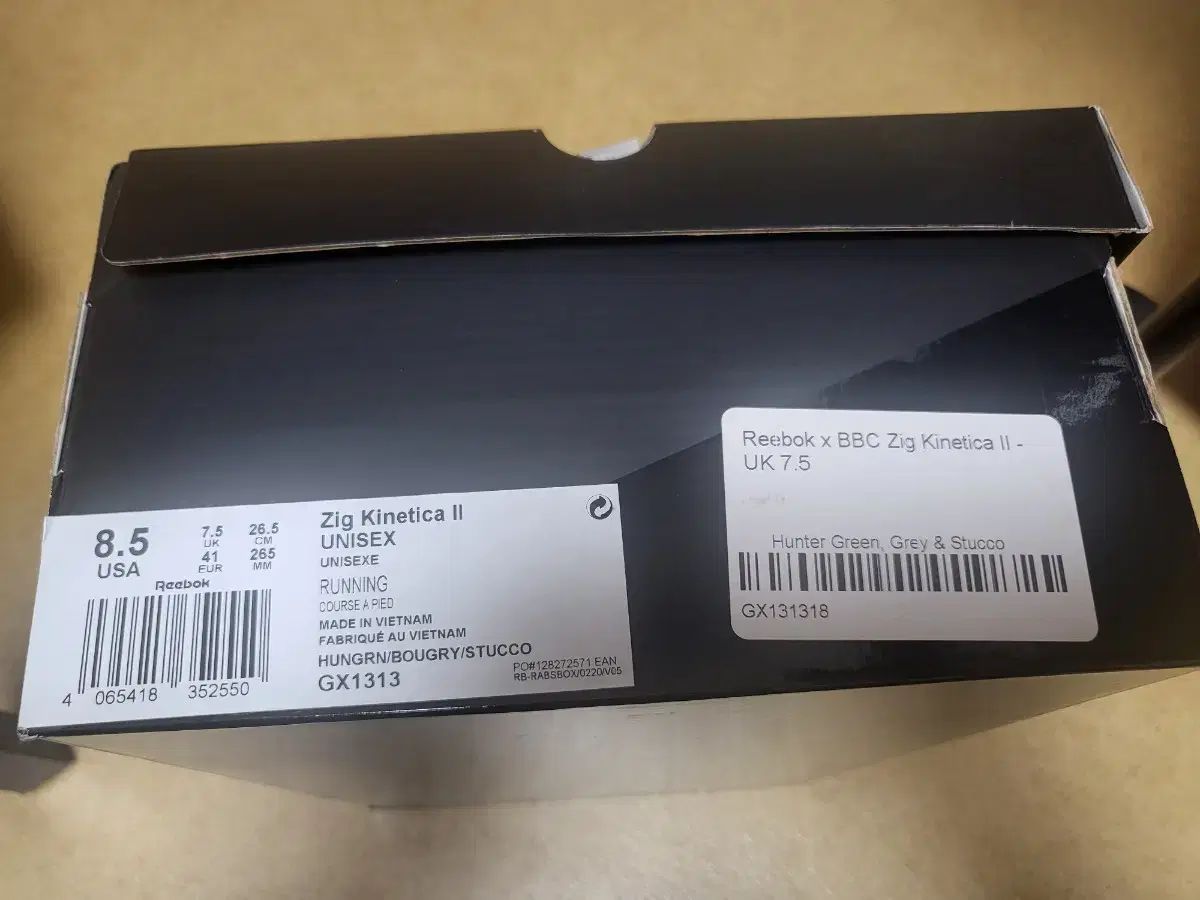 8.5
USA
7.5
UK
41
EUR
26.5
CM
265
MM
Reebok
4 065418 352550
Zig Kinetica II
UNISEX
UNISEXE
RUNNING
COURSE A PIED
MADE IN VIETNAM
FABRIQUÉ AU VIETNAM
HUNGRN/BOUGRY/STUCCO
GX1313
PO#128272571 EAN
RB-RABSBOX/0220/V05
Reebok x BBC Zig Kinetica II -
UK 7.5
Hunter Green, Grey & Stucco
GX131318